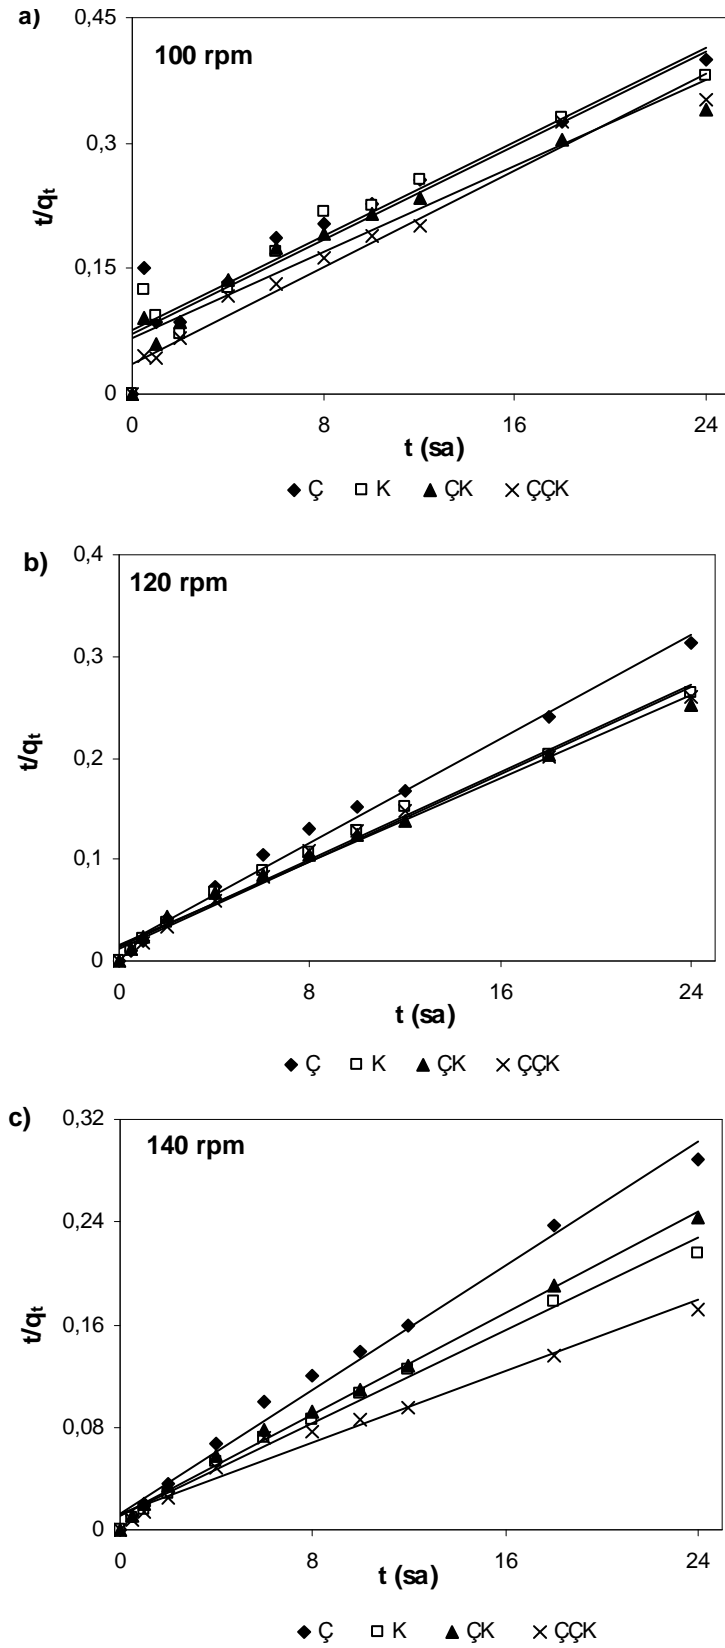 a)
100 rpm
t/qt
0,45
0,3
0,15
0
0 8 16 24
t (sa)
Ç K ÇK ÇÇK
b)
120 rpm
t/qt
0,4
0,3
0,2
0,1
0
0 8 16 24
t (sa)
Ç K ÇK ÇÇK
c)
140 rpm
t/qt
0,32
0,24
0,16
0,08
0
0 8 16 24
t (sa)
Ç K ÇK ÇÇK